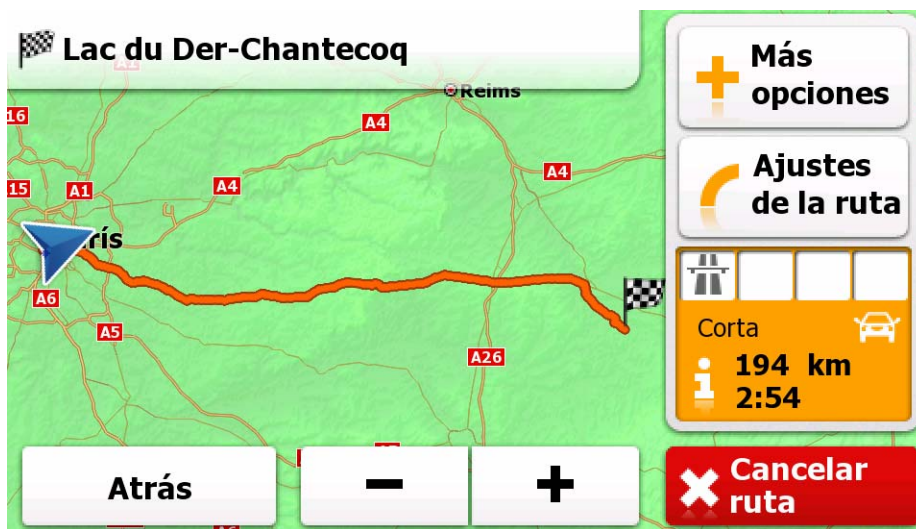 Lac du Der-Chantecoq
Más
opciones
Reims
16
A4
Ajustes
de la ruta
15
A1
A4
A4
rís
A6
A5
A26
Corta
194 km
2:54
Atrás
−
+
Cancelar
ruta